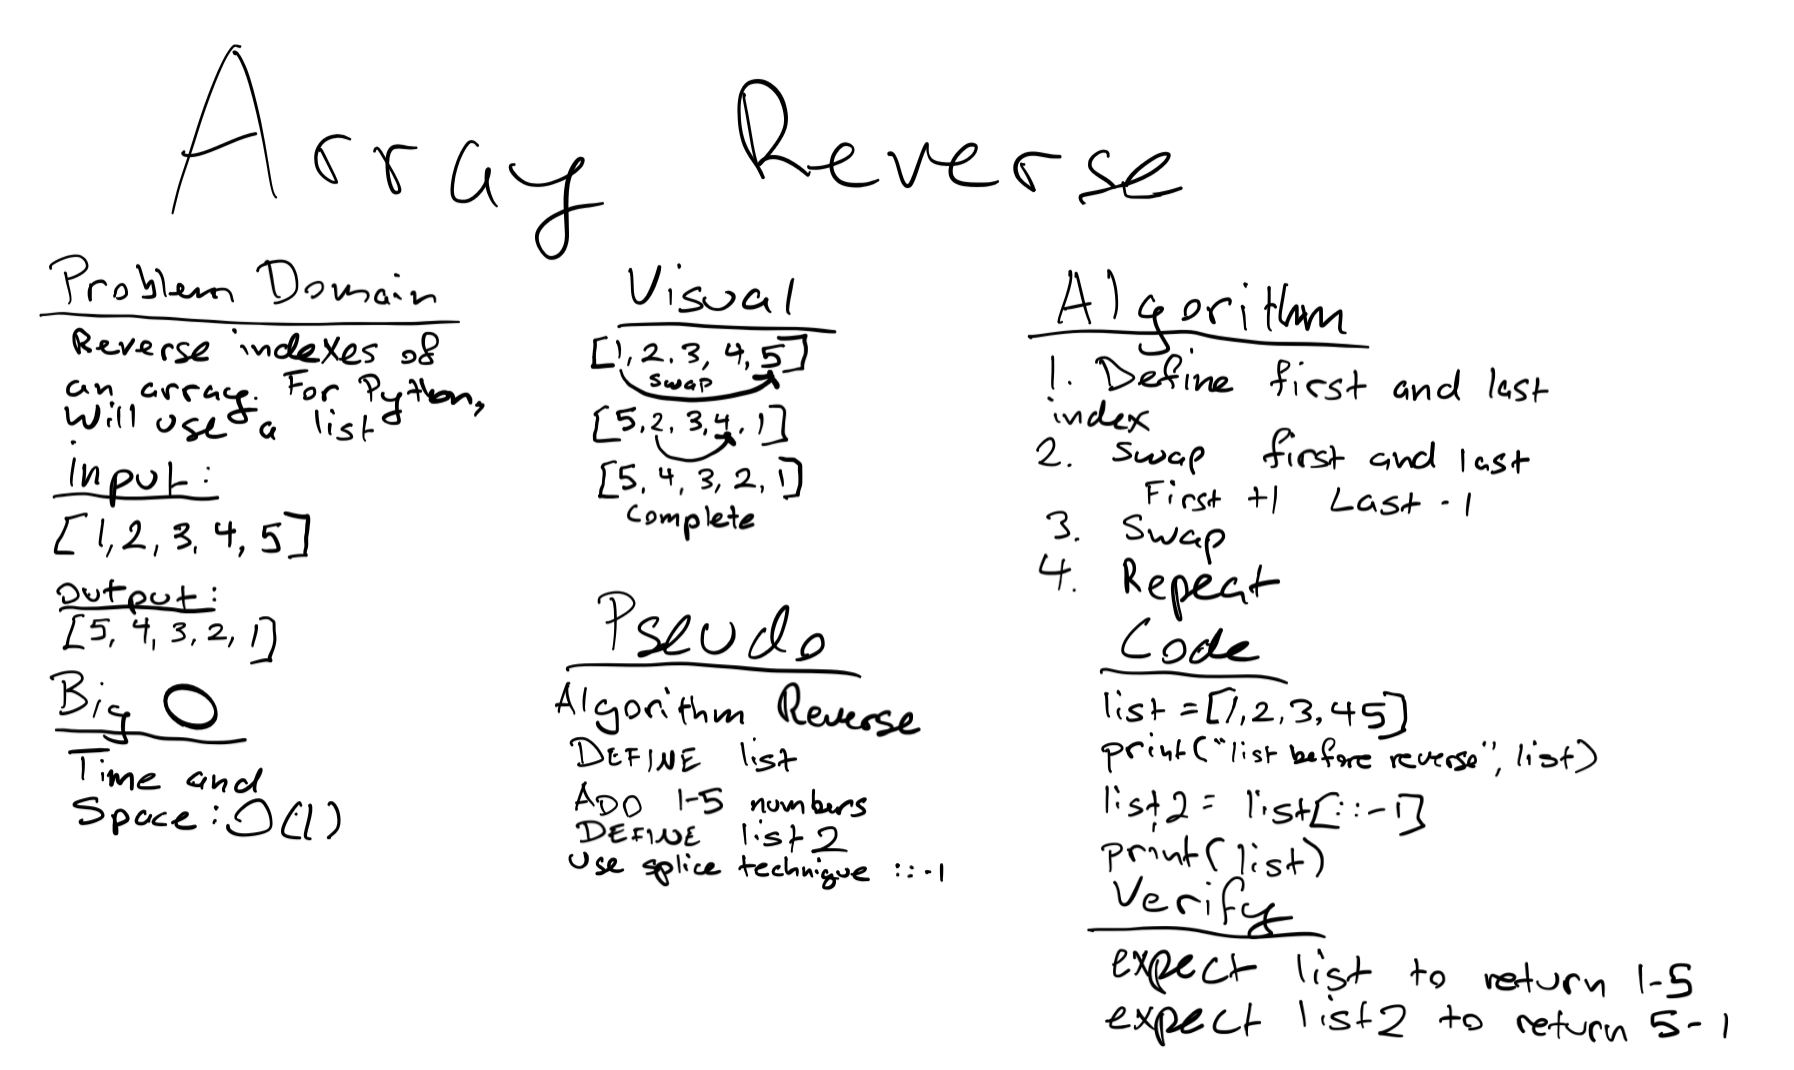 Array Reverse
Problem Domain
Reverse indexes of
an array. For Python,
will use a list
input:
[1, 2, 3, 4, 5]
output:
[5, 4, 3, 2, 1]
Big O
Time and
Space: O(1)
Visual
[1, 2, 3, 4, 5]
swap
[5, 2, 3, 4, 1]
[5, 4, 3, 2, 1]
complete
Pseudo
Algorithm Reverse
DEFINE list
ADD 1-5 numbers
DEFINE list2
use splice technique ::-1
Algorithm
1. Define first and last
index
2. Swap first and last
First +1 Last -1
3. Swap
4. Repeat
Code
list = [1, 2, 3, 4 5]
print("list before reverse", list)
list2 = list[::-1]
print(list)
Verify
expect list to return 1-5
expect list2 to return 5-1